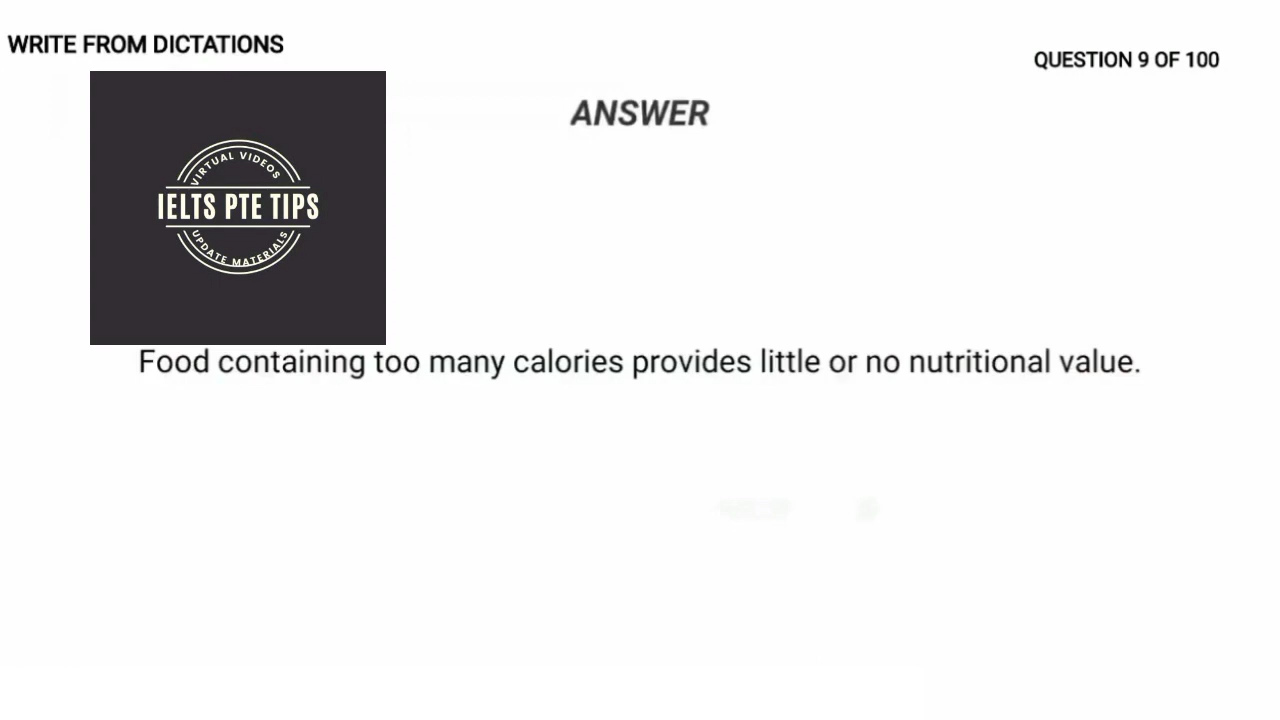 WRITE FROM DICTATIONS
QUESTION 9 OF 100
ANSWER
VIRTUAL VIDEOS
IELTS PTE TIPS
UPDATE MATERIALS
Food containing too many calories provides little or no nutritional value.